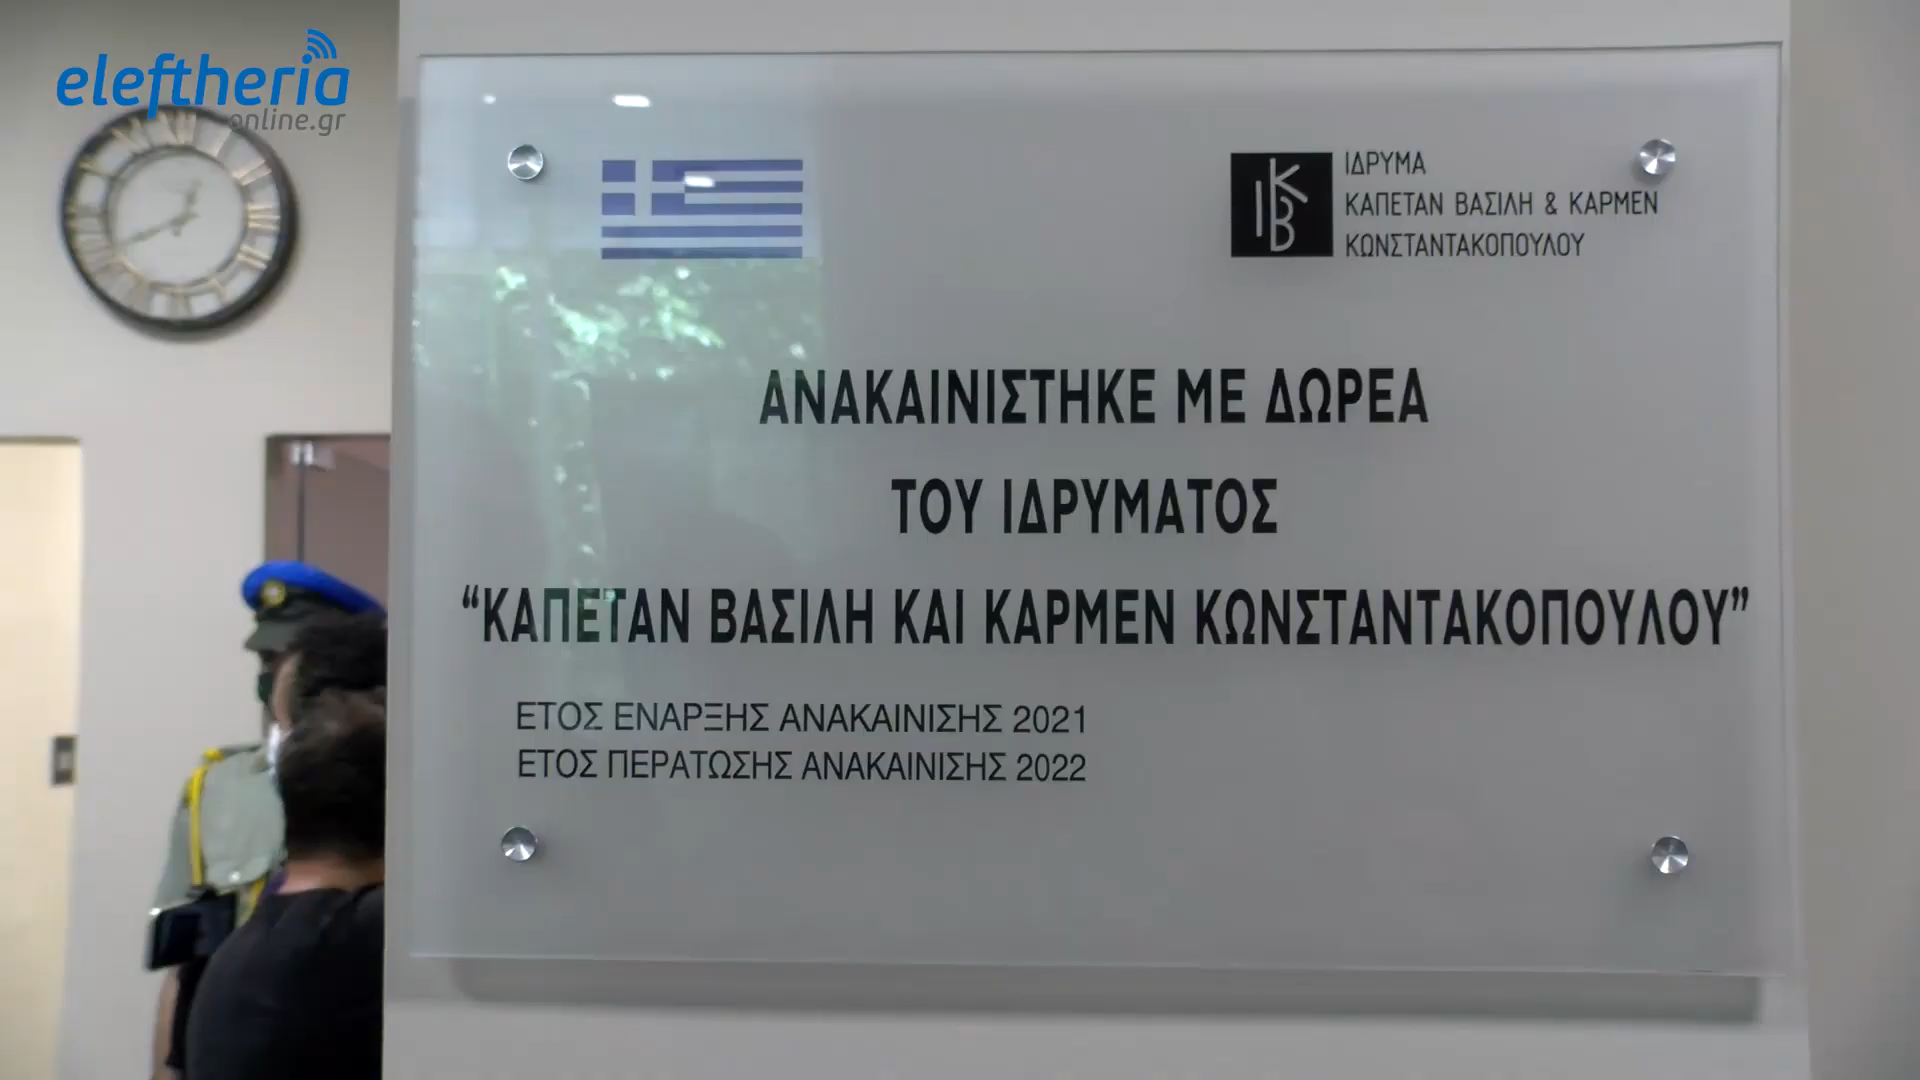 eleftheria
online.gr
ΙΔΡΥΜΑ
ΚΑΠΕΤΑΝ ΒΑΣΙΛΗ & ΚΑΡΜΕΝ
ΚΩΝΣΤΑΝΤΑΚΟΠΟΥΛΟΥ
ΑΝΑΚΑΙΝΙΣΤΗΚΕ ΜΕ ΔΩΡΕΑ
ΤΟΥ ΙΔΡΥΜΑΤΟΣ
“ΚΑΠΕΤΑΝ ΒΑΣΙΛΗ ΚΑΙ ΚΑΡΜΕΝ ΚΩΝΣΤΑΝΤΑΚΟΠΟΥΛΟΥ”
ΕΤΟΣ ΕΝΑΡΞΗΣ ΑΝΑΚΑΙΝΙΣΗΣ 2021
ΕΤΟΣ ΠΕΡΑΤΩΣΗΣ ΑΝΑΚΑΙΝΙΣΗΣ 2022